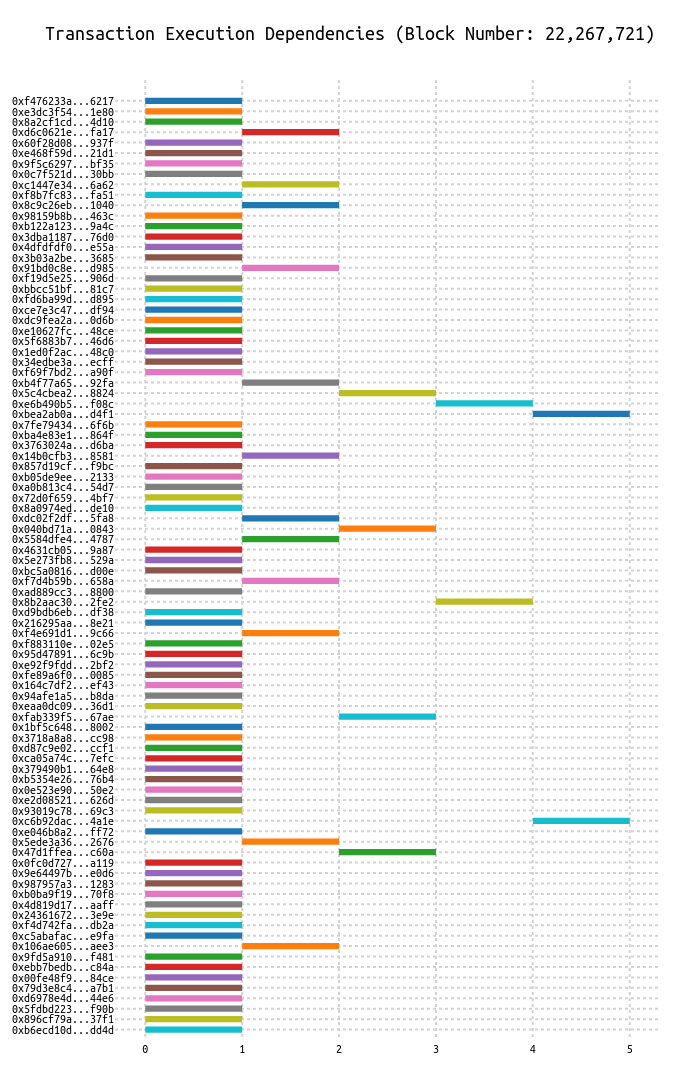 Transaction Execution Dependencies (Block Number: 22,267,721)
0xf476233a...6217
0xe3dc3f54...1e80
0x8a2cf1cd...4d10
0xd6c0621e...fa17
0x60f28d08...937f
0xe468f59d...21d1
0x9f5c6297...bf35
0x0c7f521d...30bb
0xc1447e34...6a62
0xf8b7fc83...fa51
0x8c9c26eb...1040
0x98159b8b...463c
0xb122a123...9a4c
0x3dba1187...76d0
0x4dfdfdf0...e55a
0x3b03a2be...3685
0x91bd0c8e...d985
0xf19d5e25...906d
0xbbcc51bf...81c7
0xfd6ba99d...d895
0xce7e3c47...df94
0xdc9fea2a...0d6b
0xe10627fc...48ce
0x5f6883b7...46d6
0x1ed0f2ac...48c0
0x34edbe3a...ecff
0xf69f7bd2...a90f
0xb4f77a65...92fa
0x5c4cbea2...8824
0xe6b490b5...f08c
0xbea2ab0a...d4f1
0x7fe79434...6f6b
0xba4e83e1...864f
0x3763024a...d6ba
0x14b0cfb3...8581
0x857d19cf...f9bc
0xb05de9ee...2133
0xa0b813c4...54d7
0x72d0f659...4bf7
0x8a0974ed...de10
0xdc02f2df...5fa8
0x040bd71a...0843
0x5584dfe4...4787
0x4631cb05...9a87
0x5e273fb8...529a
0xbc5a0816...d00e
0xf7d4b59b...658a
0xad889cc3...8800
0x8b2aac30...2fe2
0xd9bdb6eb...df38
0x216295aa...8e21
0xf4e691d1...9c66
0xf883110e...02e5
0x95d47891...6c9b
0xe92f9fdd...2bf2
0xfe89a6f0...0085
0x164c7df2...ef43
0x94afe1a5...b8da
0xeaa0dc09...36d1
0xfab339f5...67ae
0x1bf5c648...8002
0x3718a8a8...cc98
0xd87c9e02...ccf1
0xca05a74c...7efc
0x379490b1...64e8
0xb5354e26...76b4
0x0e523e90...50e2
0xe2d08521...626d
0x93019c78...69c3
0xc6b92dac...4a1e
0xe046b8a2...ff72
0x5ede3a36...2676
0x47d1ffea...c60a
0x0fc0d727...a119
0x9e64497b...e0d6
0x987957a3...1283
0xb0ba9f19...70f8
0x4d819d17...aaff
0x24361672...3e9e
0xf4d742fa...db2a
0xc5abafac...e9fa
0x106ae605...aee3
0x9fd5a910...f481
0xebb7bedb...c84a
0x00fe48f9...84ce
0x79d3e8c4...a7b1
0xd6978e4d...44e6
0x5fdbd223...f90b
0x896cf79a...37f1
0xb6ecd10d...dd4d
0 1 2 3 4 5